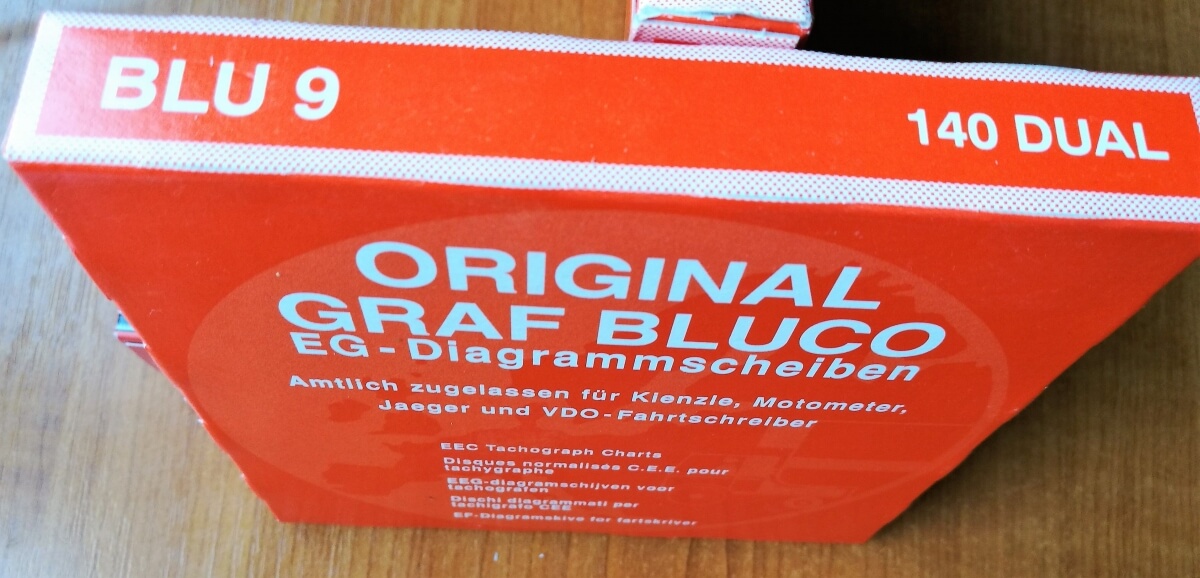 BLU 9
140 DUAL
ORIGINAL
GRAF BLUCO
EG-Diagrammscheiben
Amtlich zugelassen für Kienzle, Motometer,
Jaeger und VDO-Fahrtschreiber
EEC Tachograph Charts
Disques normalisés C.E.E. pour
tachygraphe
EEG-diagramschijven voor
tachografen
Dischi diagrammati per
tachigrafo CEE
EF-Diagramskive for fartskriver